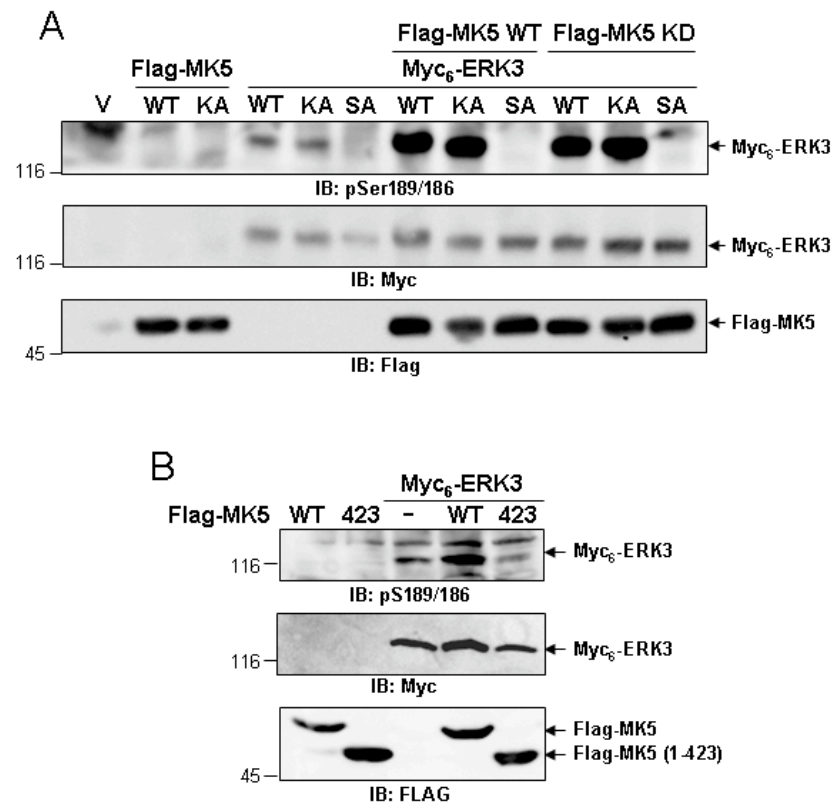 A
Flag-MK5 WT Flag-MK5 KD
Flag-MK5 Myc₆-ERK3
V WT KA WT KA SA WT KA SA WT KA SA
Myc₆-ERK3
116
IB: pSer189/186
Myc₆-ERK3
116
IB: Myc
Flag-MK5
45
IB: Flag
B
Myc₆-ERK3
Flag-MK5 WT 423 – WT 423
Myc₆-ERK3
116
IB: pS189/186
Myc₆-ERK3
116
IB: Myc
Flag-MK5
Flag-MK5 (1-423)
45
IB: FLAG